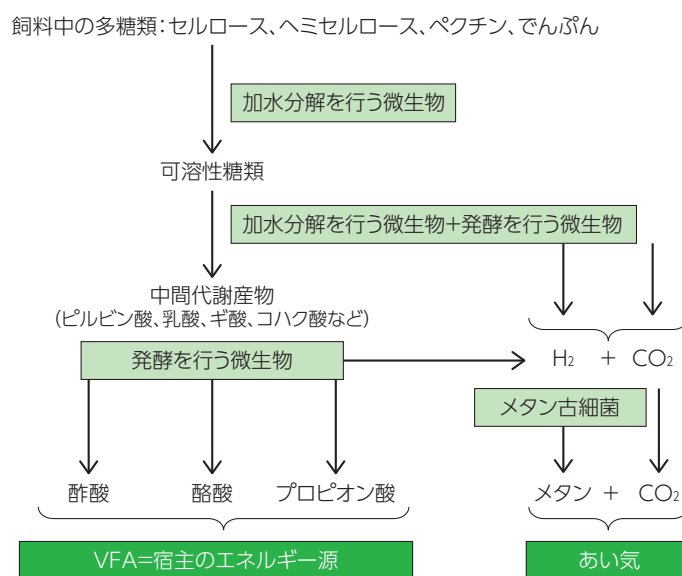 飼料中の多糖類：セルロース、ヘミセルロース、ペクチン、でんぷん
加水分解を行う微生物
可溶性糖類
加水分解を行う微生物+発酵を行う微生物
中間代謝産物
(ピルビン酸、乳酸、ギ酸、コハク酸など)
発酵を行う微生物
H₂ + CO₂
メタン古細菌
酢酸 酪酸 プロピオン酸
メタン + CO₂
VFA=宿主のエネルギー源
あい気